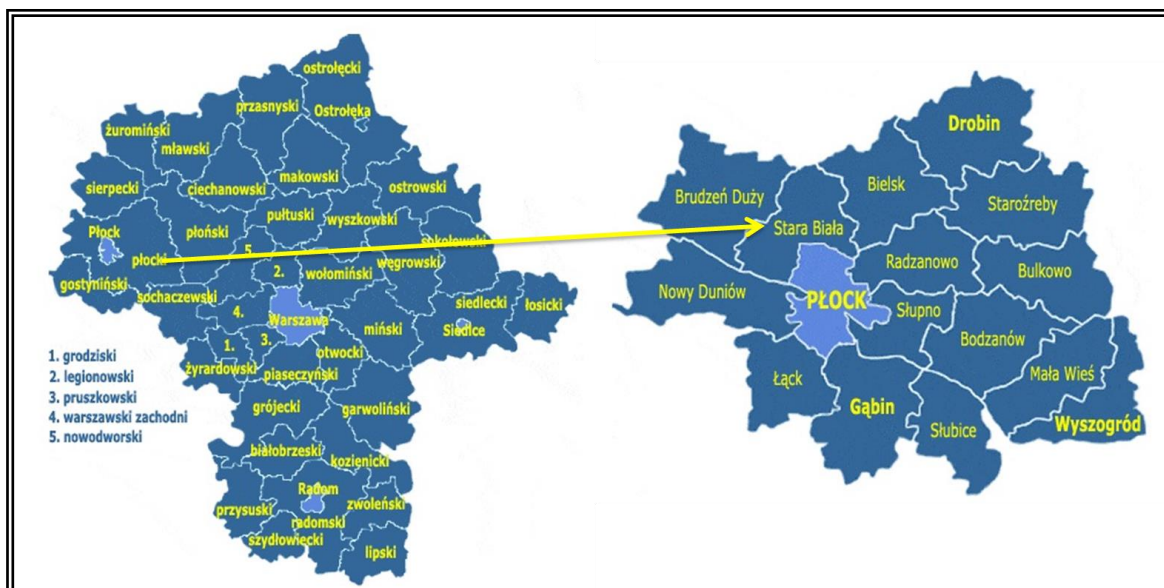 ostrołęcki
przasnyski
Ostrołęka
żuromiński
mławski
makowski
sierpecki
ciechanowski
ostrowski
pułtuski
wyszkowski
Płock
płoński
5.
sokołowski
płocki
2.
wołomiński
węgrowski
gostyniński
sochaczewski
siedlecki
łosicki
4.
Warszawa
miński
Siedlce
1. grodziski
2. legionowski
3. pruszkowski
4. warszawski zachodni
5. nowodworski
1.
3.
otwocki
żyrardowski
piaseczyński
grójecki
garwoliński
białobrzeski
kozienicki
Radom
przysuski
zwoleński
radomski
szydłowiecki
lipski
Drobin
Brudzeń Duży
Bielsk
Staroźreby
Stara Biała
Radzanowo
Bulkowo
Nowy Duniów
PŁOCK
Słupno
Bodzanów
Łąck
Mała Wieś
Gąbin
Słubice
Wyszogród